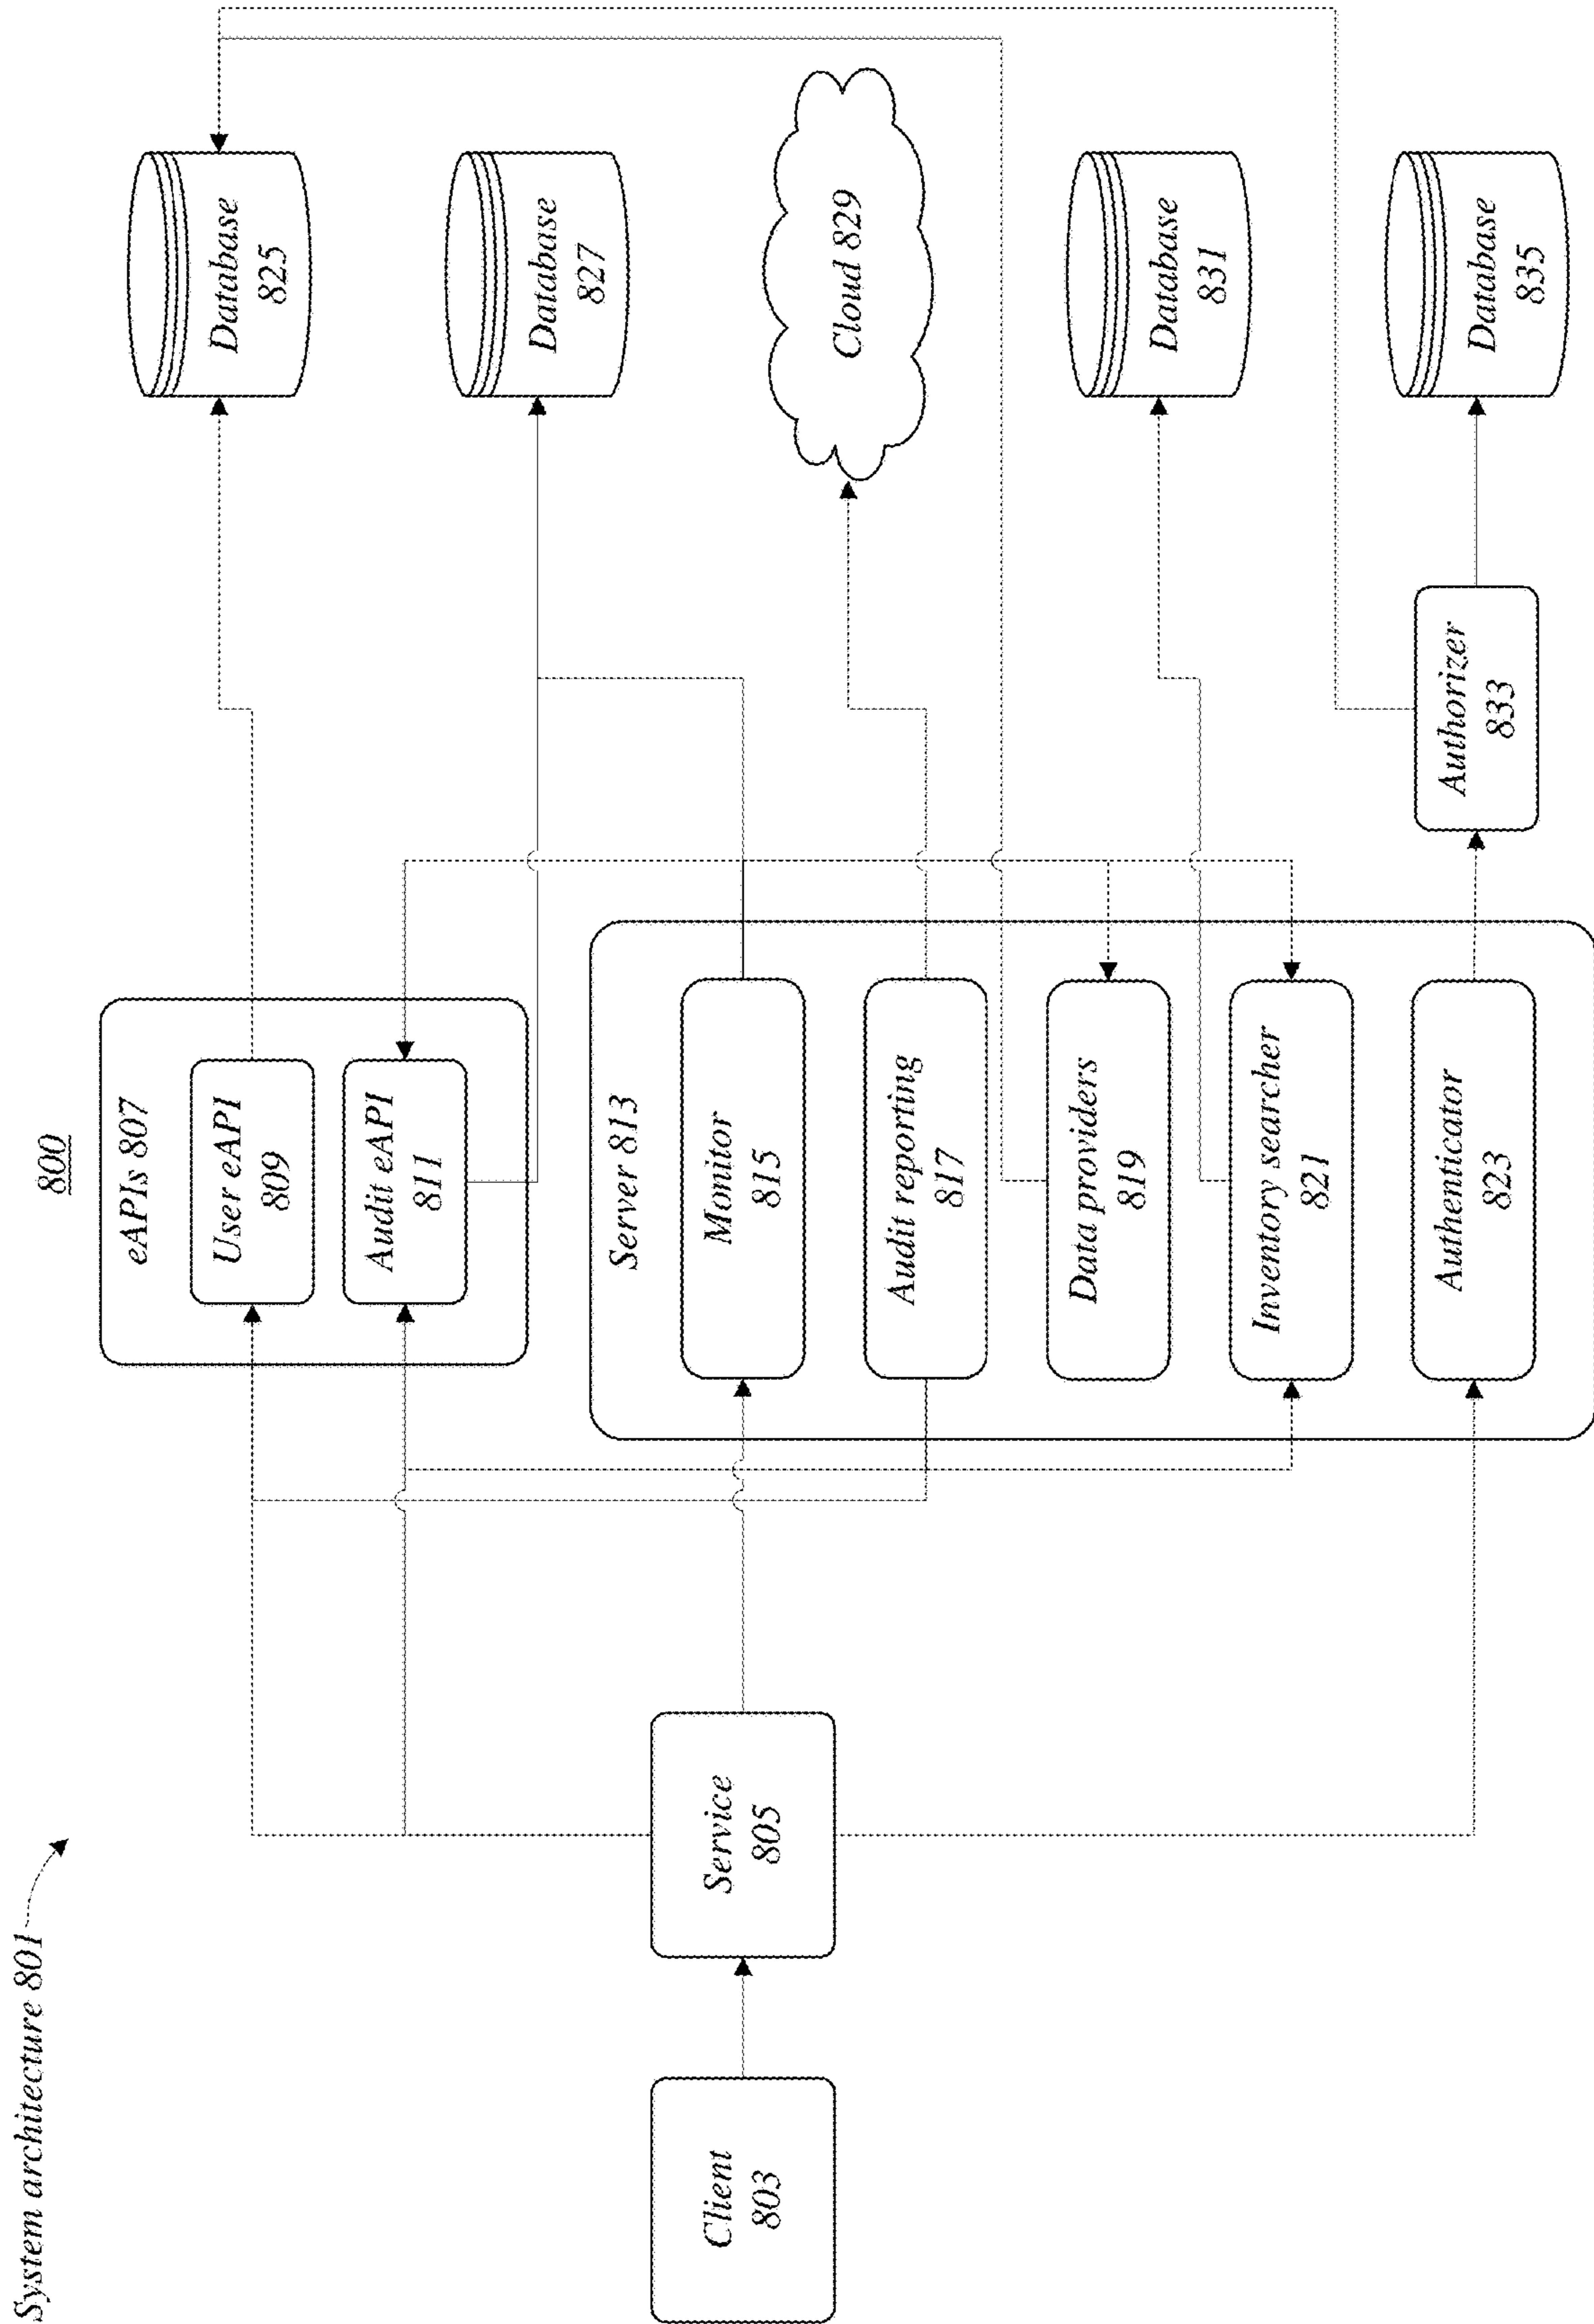 800
System architecture 801
Client
803
Service
805
eAPIs 807
User eAPI
809
Audit eAPI
811
Server 813
Monitor
815
Audit reporting
817
Data providers
819
Inventory searcher
821
Authenticator
823
Authorizer
833
Database
825
Database
827
Cloud 829
Database
831
Database
835